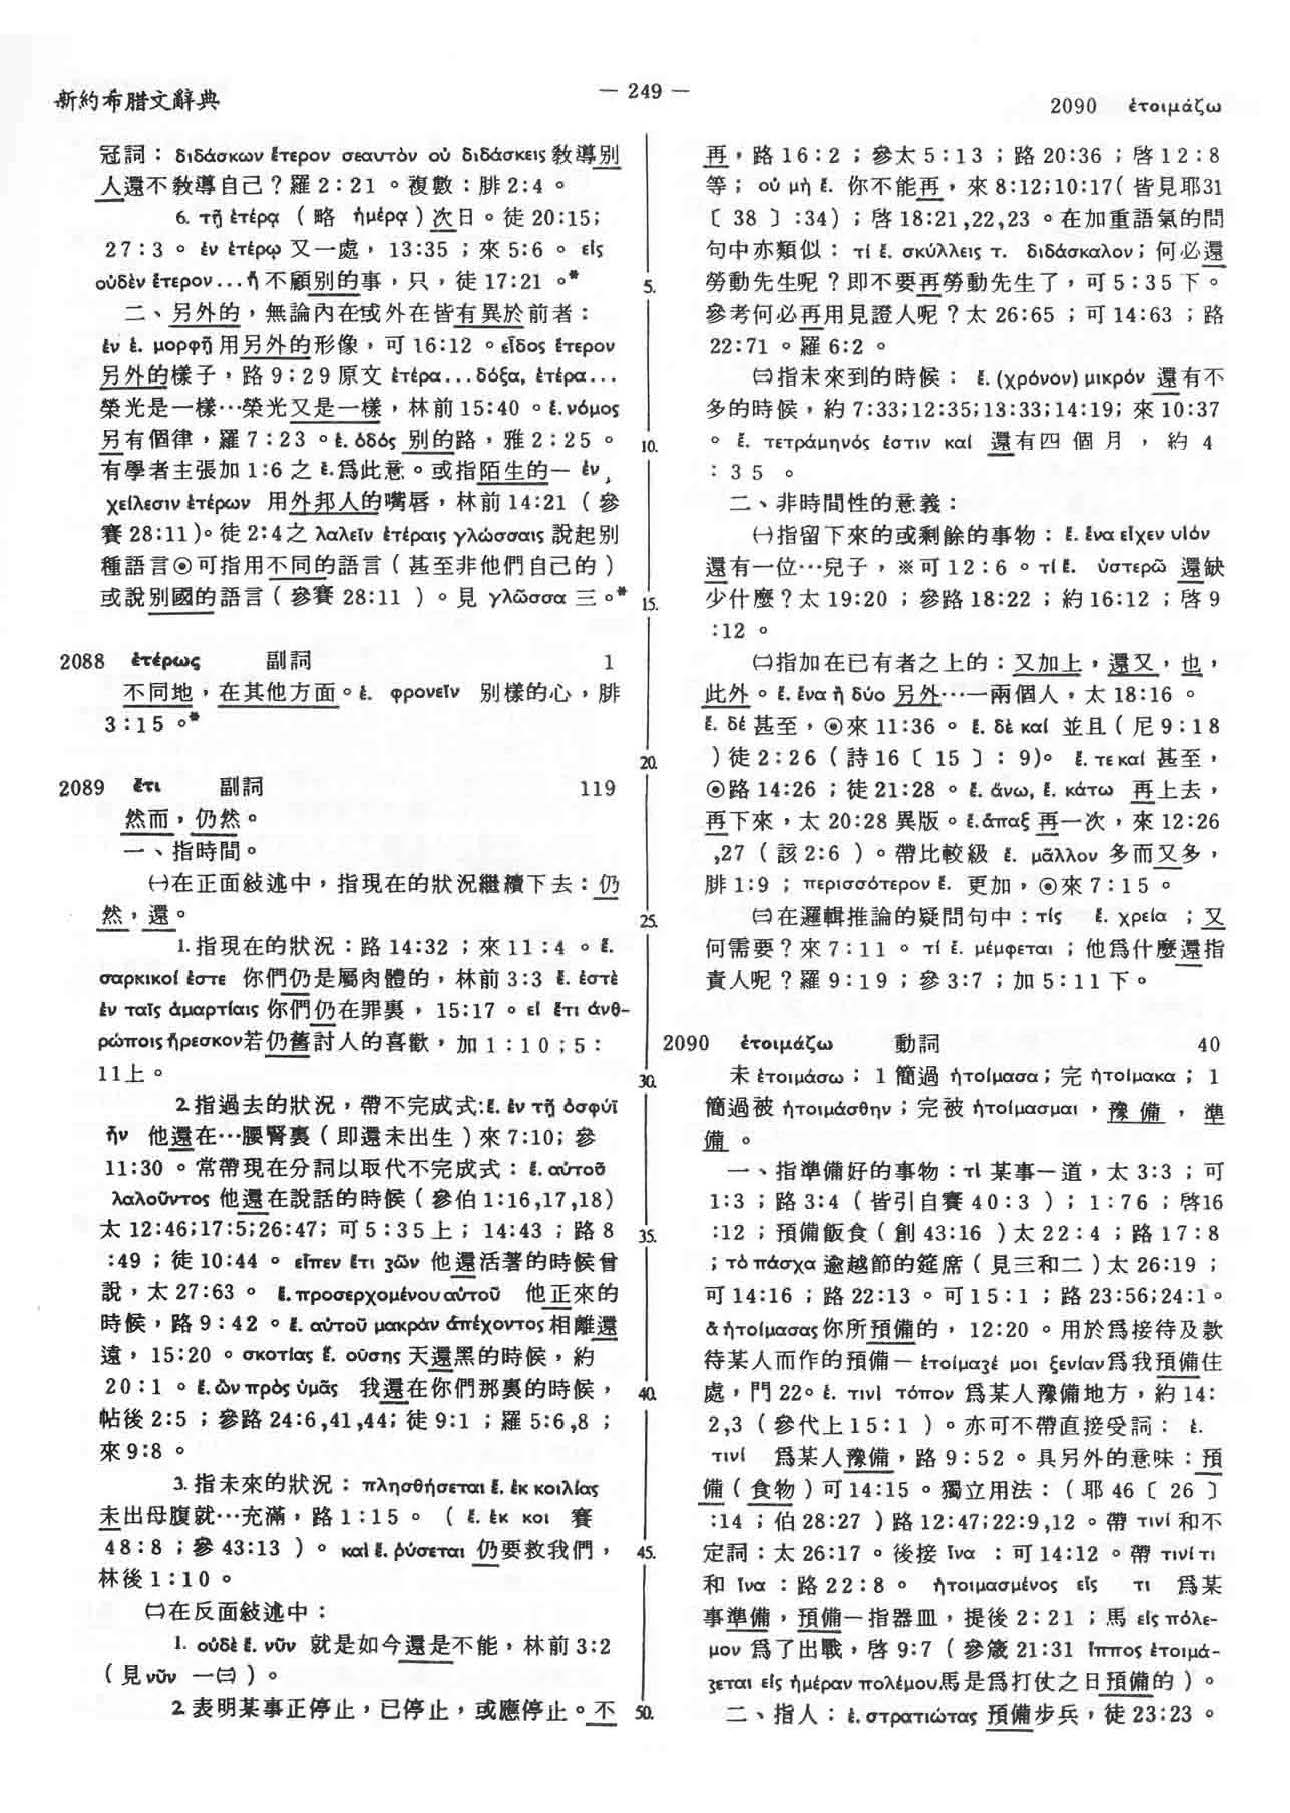 新約希腊文辭典
— 249 —
2090 ἑτοιμάζω
冠詞：διδάσκων ἕτερον σεαυτὸν οὐ διδάσκεις 敎導別
人還不敎導自己？羅 2：21 。複數：腓 2:4 。
6. τῇ ἑτέρᾳ （ 略 ἡμέρᾳ ) 次日。徒 20:15;
27：3 。 ἐν ἑτέρῳ 又一處， 13:35 ；來 5:6 。 εἰς
οὐδὲν ἕτερον...ἤ 不顧別的事，只，徒 17:21 。*
二、另外的，無論內在或外在皆有異於前者：
ἐν ἑ. μορφῇ 用另外的形像，可 16:12 。εἶδος ἕτερον
另外的樣子，路 9：29 原文 ἑτέρα...δόξα, ἑτέρα...
榮光是一樣…榮光又是一樣，林前 15:40 。ἑ. νόμος
另有個律，羅 7：23 。ἑ. ὁδός 别的路，雅 2：25 。
有學者主張加 1:6 之 ἑ.爲此意。或指陌生的— ἐν
χείλεσιν ἑτέρων 用外邦人的嘴唇，林前 14:21 （ 參
賽 28:11 )。徒 2:4 之 λαλεῖν ἑτέραις γλώσσαις 說起别
種語言⊙可指用不同的語言（甚至非他們自己的）
或說别國的語言（參賽 28:11 ）。見 γλῶσσα 三。*
2088 ἑτέρως 副詞 1
不同地，在其他方面。ἑ. φρονεῖν 別樣的心，腓
3：15 。*
2089 ἔτι 副詞 119
然而，仍然。
一、指時間。
㈠在正面敍述中，指現在的狀況繼續下去：仍
然，還。
1. 指現在的狀況：路 14:32 ；來 11：4 。ἔ.
σαρκικοί ἐστε 你們仍是屬肉體的，林前 3:3 ἔ. ἐστὲ
ἐν ταῖς ἁμαρτίαις 你們仍在罪裏， 15:17 。εἰ ἔτι ἀνθ-
ρώποις ἤρεσκον若仍舊討人的喜歡，加 1：10；5：
11上。
2. 指過去的狀況，帶不完成式:ἔ. ἐν τῇ ὀσφύϊ
ἦν 他還在…腰腎裏（即還未出生）來 7:10; 參
11:30 。常帶現在分詞以取代不完成式：ἔ. αὐτοῦ
λαλοῦντος 他還在說話的時候（參伯 1:16,17,18)
太 12:46;17:5;26:47; 可 5：35 上； 14:43 ；路 8
:49 ；徒 10:44 。 εἶπεν ἔτι ζῶν 他還活著的時候曾
說，太 27:63 。 ἔ. προσερχομένου αὐτοῦ 他正來的
時候，路 9：42 。ἔ. αὐτοῦ μακρὰν ἀπέχοντος 相離還
遠， 15:20 。 σκοτίας ἔ. οὔσης 天還黑的時候，約
20：1 。ἔ. ὢν πρὸς ὑμᾶς 我還在你們那裏的時候，
帖後 2:5 ；參路 24:6,41,44; 徒 9:1 ；羅 5:6,8 ；
來 9:8 。
3. 指未來的狀況：πλησθήσεται ἔ. ἐκ κοιλίας
未出母腹就…充滿，路 1：15 。 （ ἔ. ἐκ κοι 賽
48：8 ；參 43:13 ）。 καὶ ἔ. ῥύσεται 仍要救我們，
林後 1：10 。
㈡在反面敍述中：
1. οὐδὲ ἔ. νῦν 就是如今還是不能，林前 3:2
（見 νῦν 一㈢）。
2. 表明某事正停止，已停止，或應停止。不
5.
10.
15.
20.
25.
30.
35.
40.
45.
50.
再，路 16：2 ；參太 5：13 ；路 20:36 ；啓 12：8
等； οὐ μὴ ἔ. 你不能再，來 8:12;10:17( 皆見耶31
〔 38 〕:34) ；啓 18:21,22,23 。在加重語氣的問
句中亦類似： τί ἔ. σκύλλεις τ. διδάσκαλον；何必還
勞動先生呢？即不要再勞動先生了，可 5：35 下。
參考何必再用見證人呢？太 26:65 ；可 14:63 ；路
22:71 。羅 6:2 。
㈢指未來到的時候： ἔ. (χρόνον) μικρόν 還有不
多的時候，約 7:33;12:35;13:33;14:19; 來 10:37
。 ἔ. τετράμηνός ἐστιν καί 還有四 個 月 ， 約 4
：35 。
二、非時間性的意義：
㈠指留下來的或剩餘的事物：ἔ. ἕνα εἶχεν υἱόν
還有一位…兒子，※可 12：6 。τί ἔ. ὑστερῶ 還缺
少什麼？太 19:20 ；參路 18:22 ；約 16:12 ；啓 9
:12 。
㈡指加在已有者之上的：又加上，還又，也，
此外。ἔ. ἕνα ἢ δύο 另外…一兩個人，太 18:16 。
ἔ. δέ 甚至，⊙來 11:36 。 ἔ. δὲ καί 並且（尼 9：18
）徒 2：26（詩 16〔 15 〕：9)。 ἔ. τε καί 甚至，
⊙路 14:26 ；徒 21:28 。ἔ. ἄνω, ἔ. κάτω 再上去，
再下來，太 20:28 異版。ἔ. ἅπαξ 再一次，來 12:26
,27 （該 2:6 ）。帶比較級 ἔ. μᾶλλον 多而又多，
腓 1:9 ； περισσότερον ἔ. 更加，⊙來 7：15 。
㈢在邏輯推論的疑問句中：τίς ἔ. χρεία ；又
何需要？來 7：11 。 τί ἔ. μέμφεται ；他爲什麼還指
責人呢？羅 9：19 ；參 3:7 ；加 5：11 下。
2090 ἑτοιμάζω 動詞 40
未 ἑτοιμάσω；1 簡過 ἡτοίμασα；完 ἡτοίμακα；1
簡過被 ἡτοιμάσθην；完被 ἡτοίμασμαι，豫 備 ， 準
備 。
一、指準備好的事物：τί 某事—道，太 3:3 ；可
1:3 ；路 3:4 （皆引自賽 40：3 ）；1：76 ；啓16
:12 ；預備飯食（創 43:16 ）太 22：4 ；路 17：8
；τὸ πάσχα 逾越節的筵席（見三和二）太 26:19 ；
可 14:16 ；路 22:13 。可 15：1 ；路 23:56;24:1。
ἃ ἡτοίμασας 你所預備的， 12:20 。用於爲接待及款
待某人而作的預備— ἑτοίμαζέ μοι ξενίαν 爲我預備住
處，門 22。ἑ. τινὶ τόπον 爲某人豫備地方，約 14:
2,3 （參代上 15：1 ）。亦可不帶直接受詞： ἑ.
τινί 爲某人豫備，路 9：52 。具另外的意味：預
備（食物）可 14:15 。獨立用法：（耶 46〔 26 〕
:14 ；伯 28:27 ）路 12:47;22:9,12 。帶 τινί 和不
定詞：太 26:17 。後接 ἵνα ：可 14:12 。帶 τινί τι
和 ἵνα ：路 22：8 。 ἡτοιμασμένος εἴς τι 爲某
事準備，預備—指器皿，提後 2：21 ；馬 εἰς πόλε-
μον 爲了出戰，啓 9:7 （參箴 21:31 ἵππος ἑτοιμά-
ζεται εἰς ἡμέραν πολέμου.馬是爲打仗之日預備的）。
二、指人：ἑ. στρατιώτας 預備步兵，徒 23:23 。